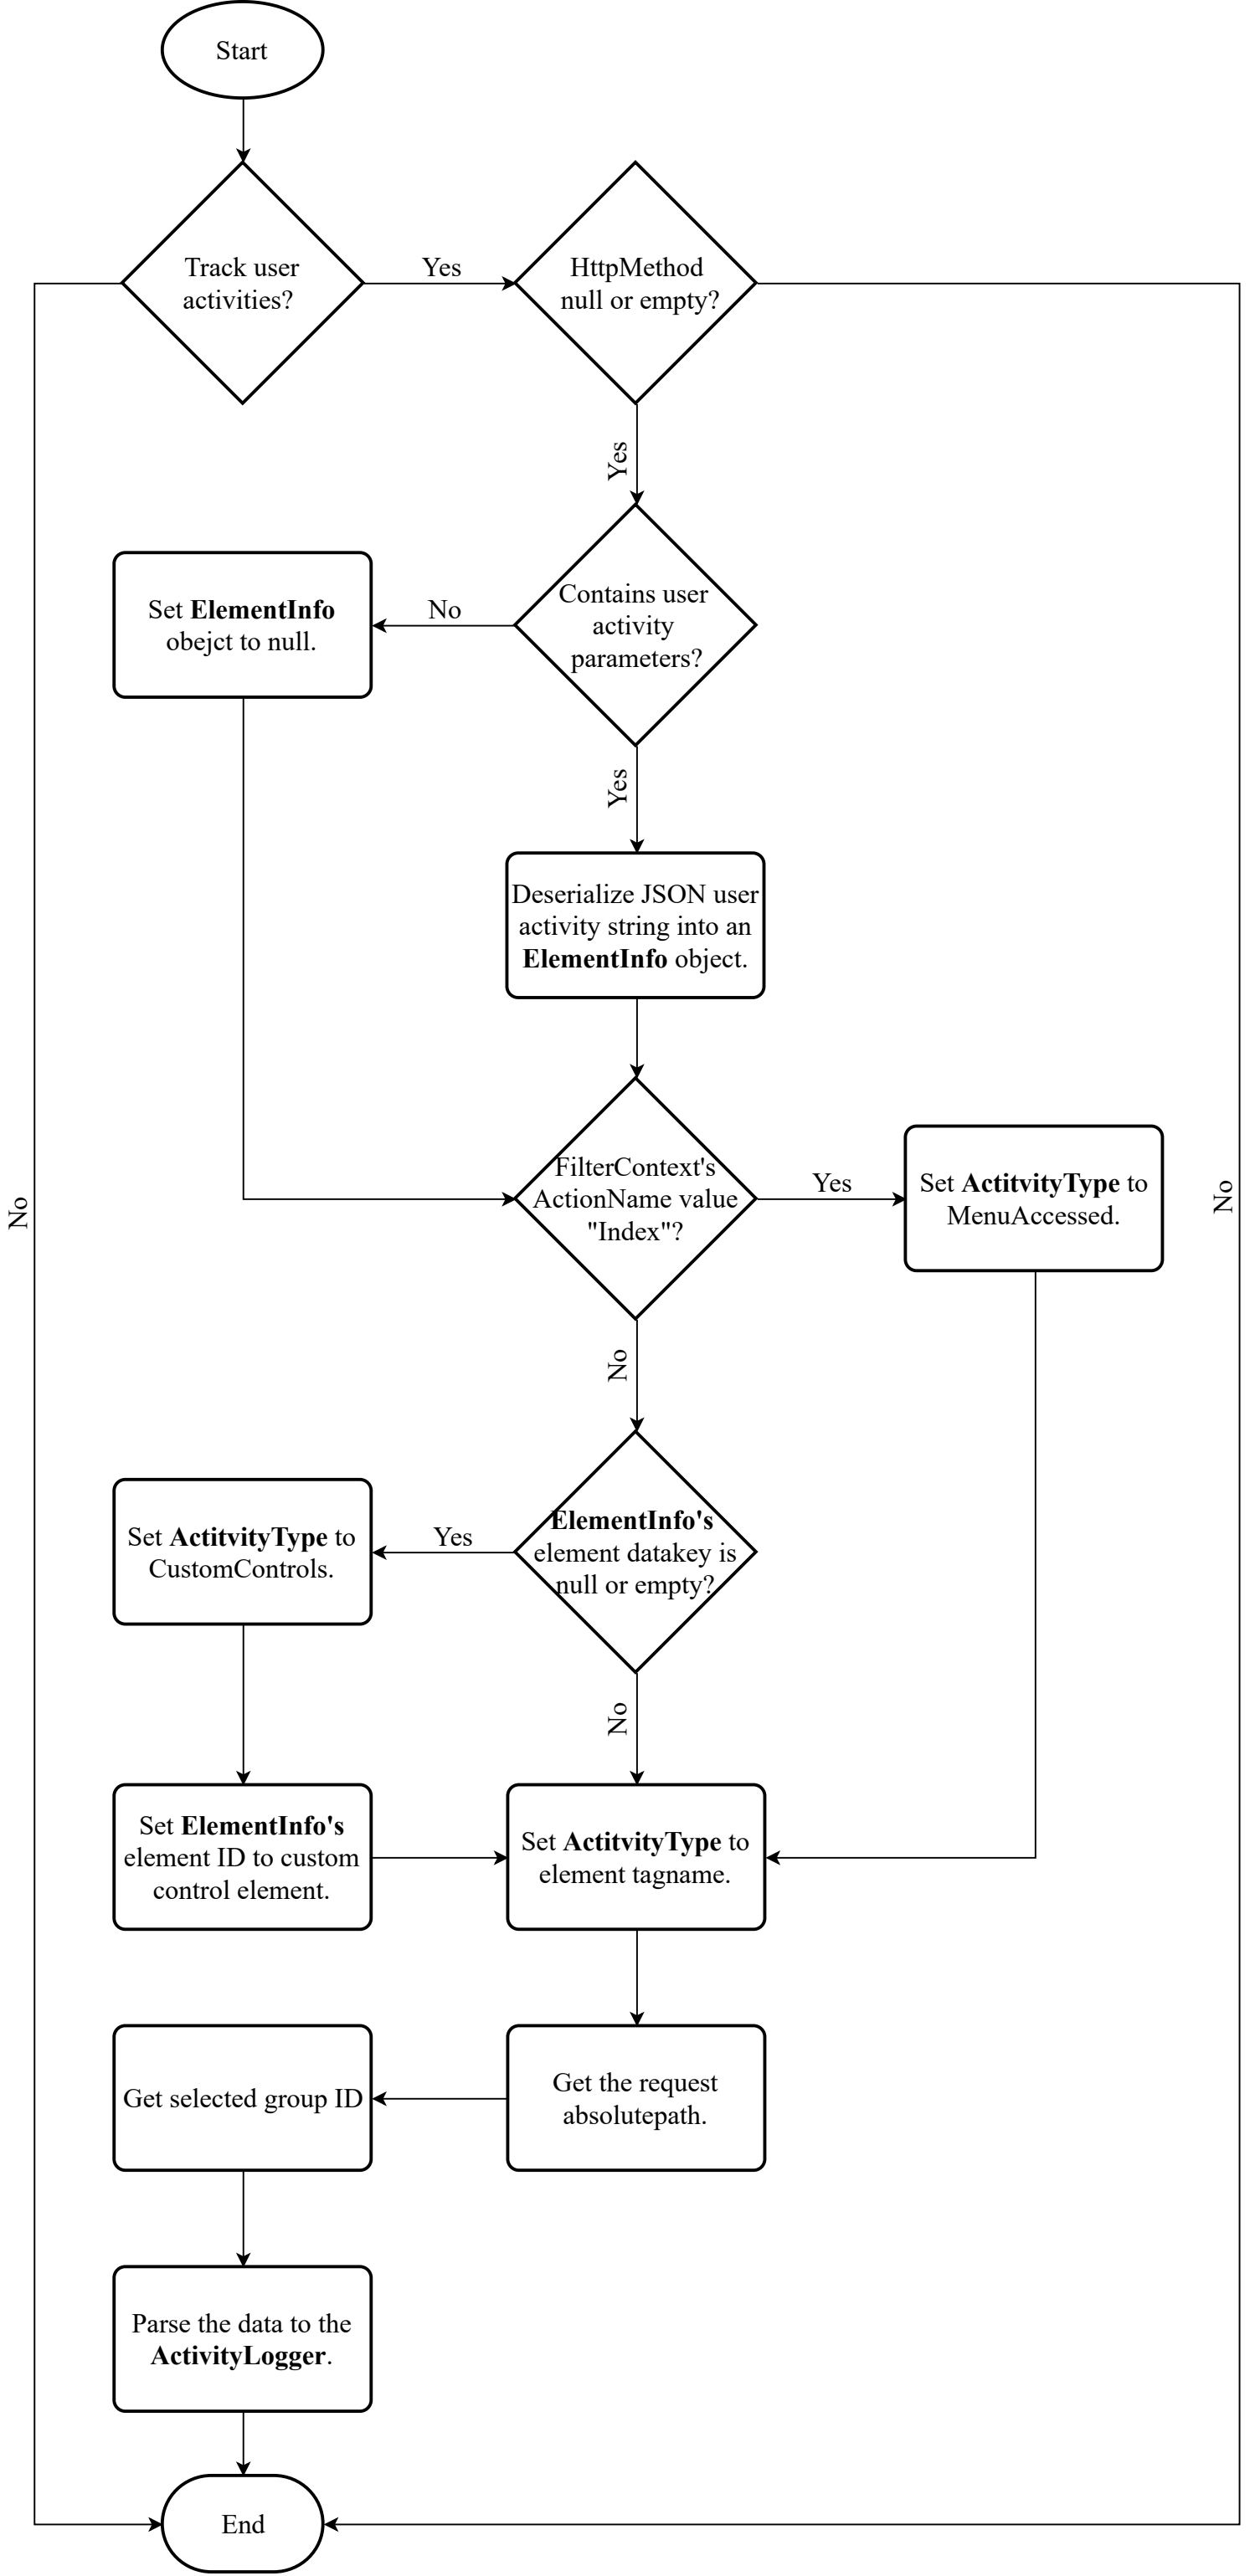 Start
Track user
activities?
Yes
HttpMethod
null or empty?
Yes
Set ElementInfo
obejct to null.
No
Contains user
activity
parameters?
Yes
Deserialize JSON user
activity string into an
ElementInfo object.
FilterContext's
ActionName value
"Index"?
Yes
Set ActitvityType to
MenuAccessed.
No
No
No
Set ActitvityType to
CustomControls.
Yes
ElementInfo's
element datakey is
null or empty?
No
Set ElementInfo's
element ID to custom
control element.
Set ActitvityType to
element tagname.
Get selected group ID
Get the request
absolutepath.
Parse the data to the
ActivityLogger.
End